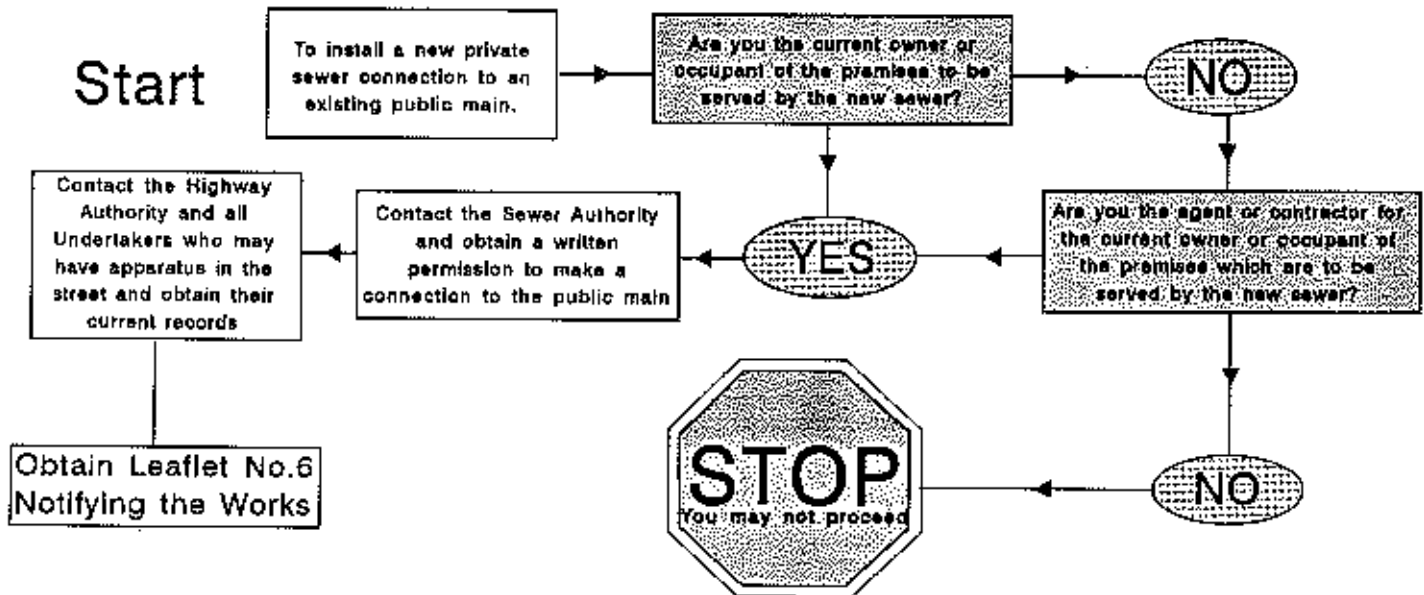 Start
To install a new private
sewer connection to an
existing public main.
Are you the current owner or
occupant of the premises to be
served by the new sewer?
NO
Are you the agent or contractor for
the current owner or occupant of
the premises which are to be
served by the new sewer?
YES
Contact the Sewer Authority
and obtain a written
permission to make a
connection to the public main
Contact the Highway
Authority and all
Undertakers who may
have apparatus in the
street and obtain their
current records
Obtain Leaflet No.6
Notifying the Works
NO
STOP
You may not proceed